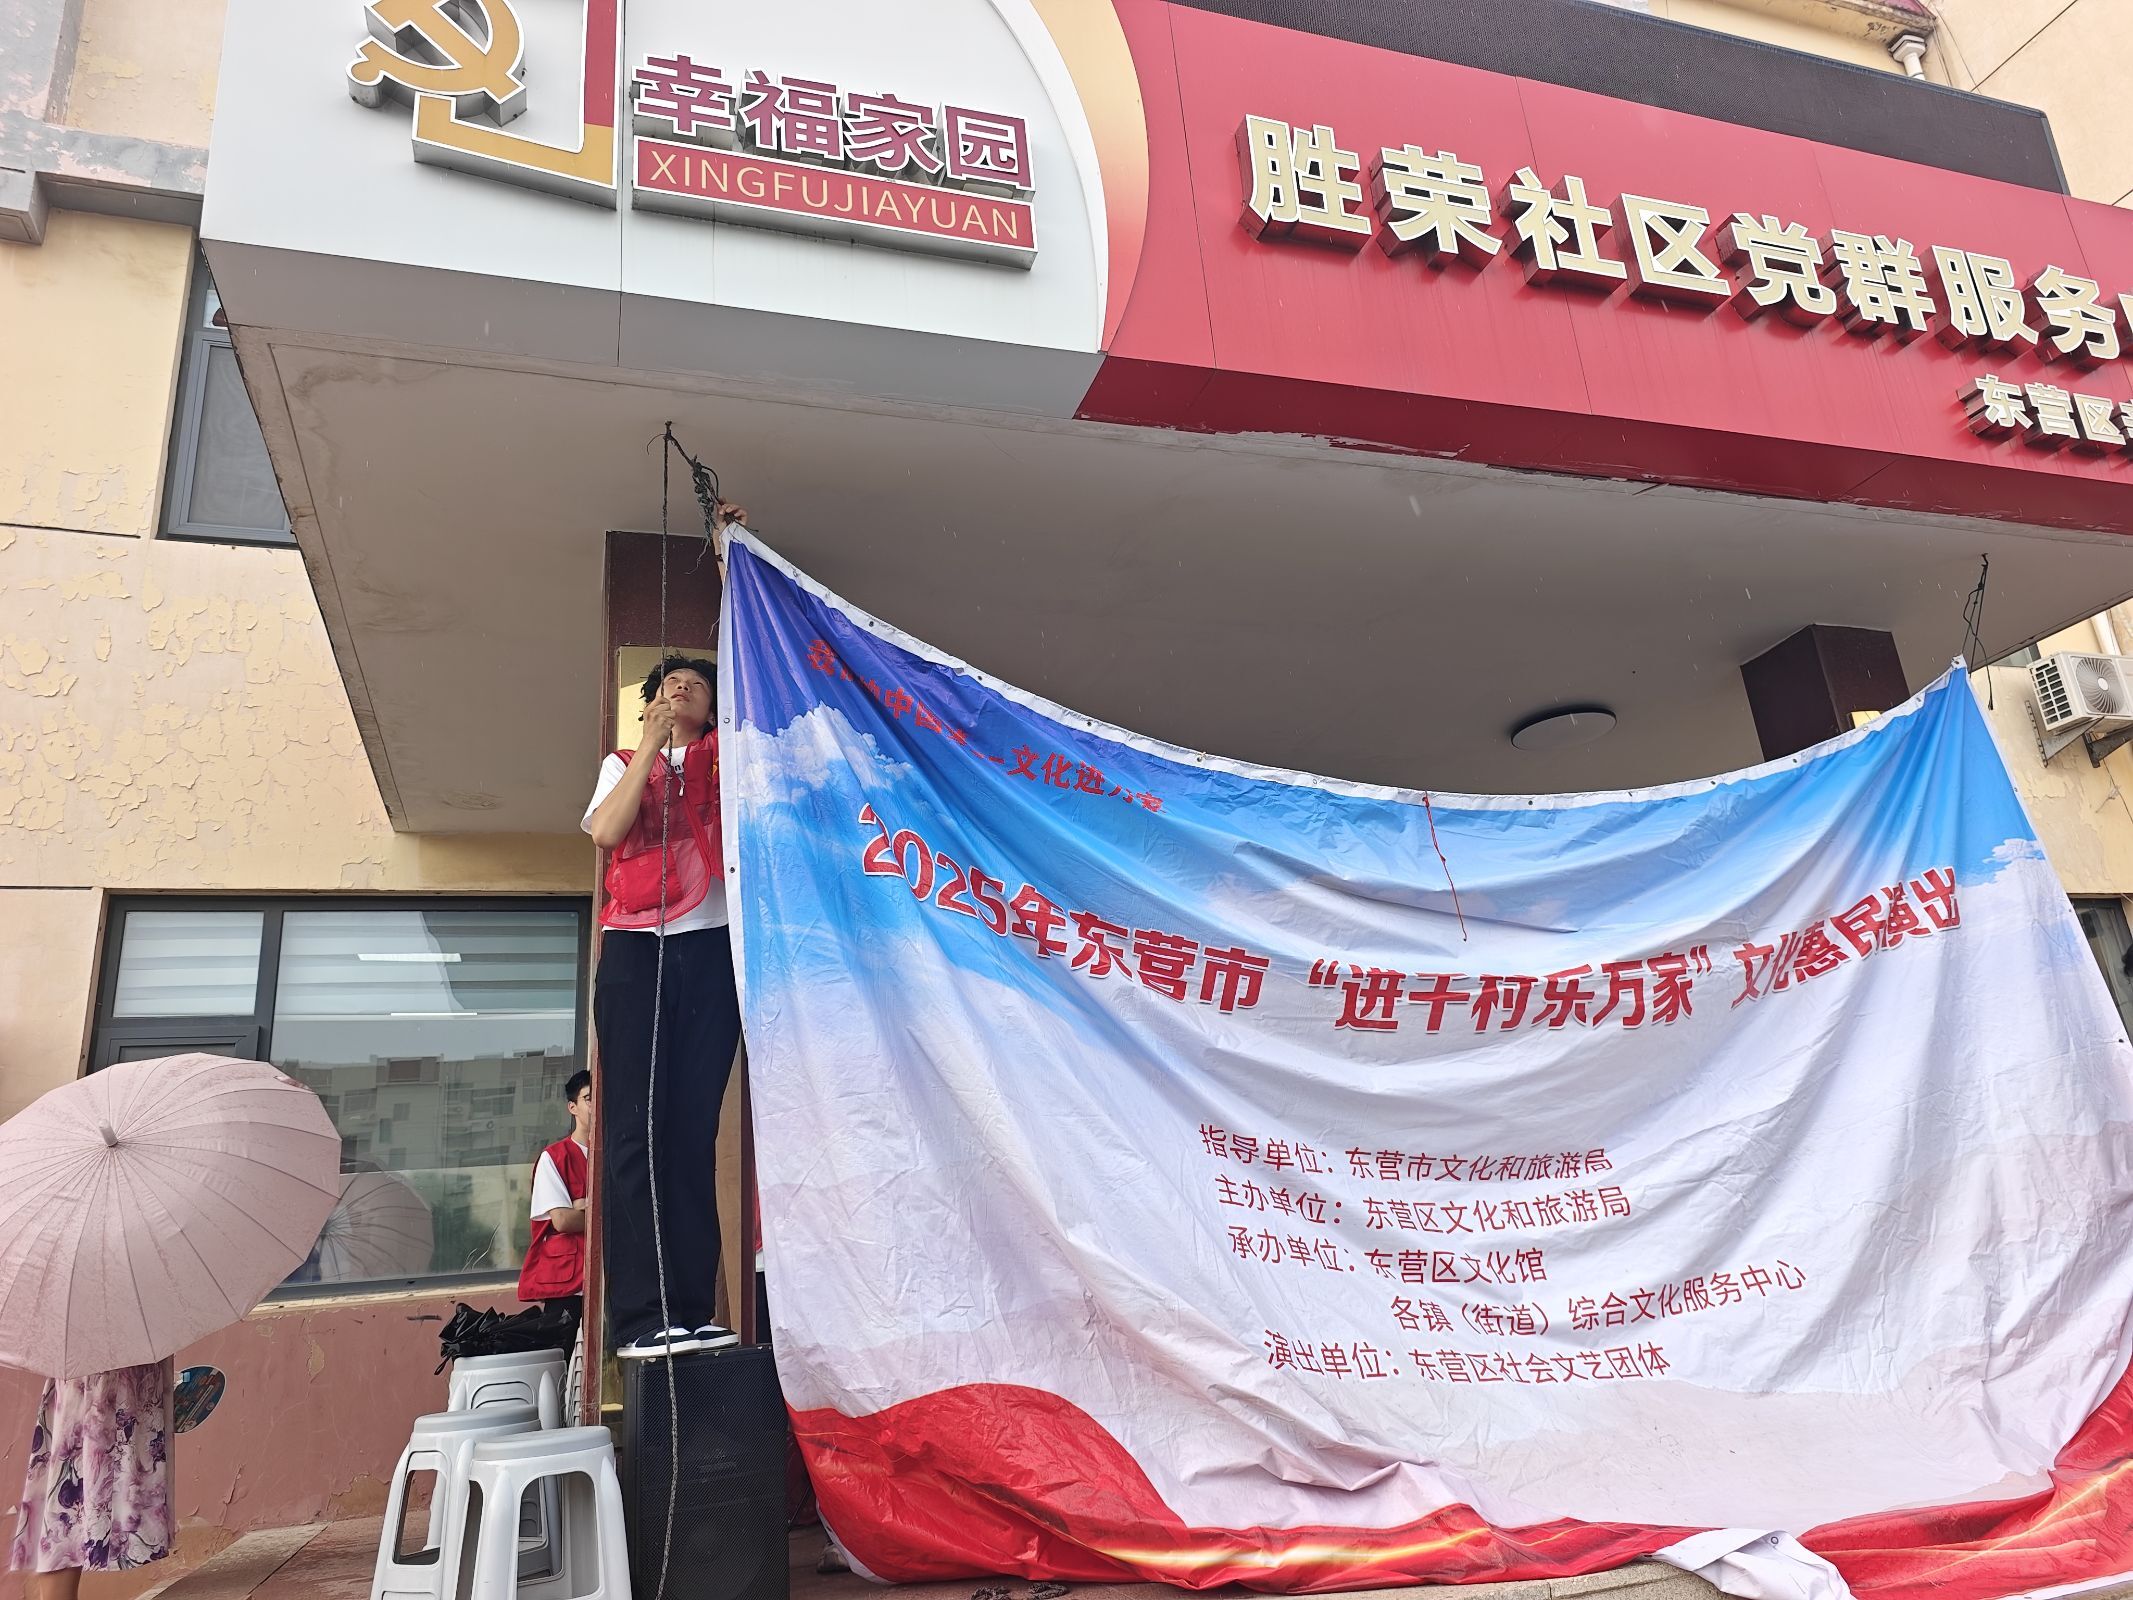 幸福家园
XINGFUJIAYUAN
胜荣社区党群服务
东营区
中国梦 文化进万家
2025年东营市“进千村乐万家”文化惠民演出
指导单位：东营市文化和旅游局
主办单位：东营区文化和旅游局
承办单位：东营区文化馆
各镇（街道）综合文化服务中心
演出单位：东营区社会文艺团体